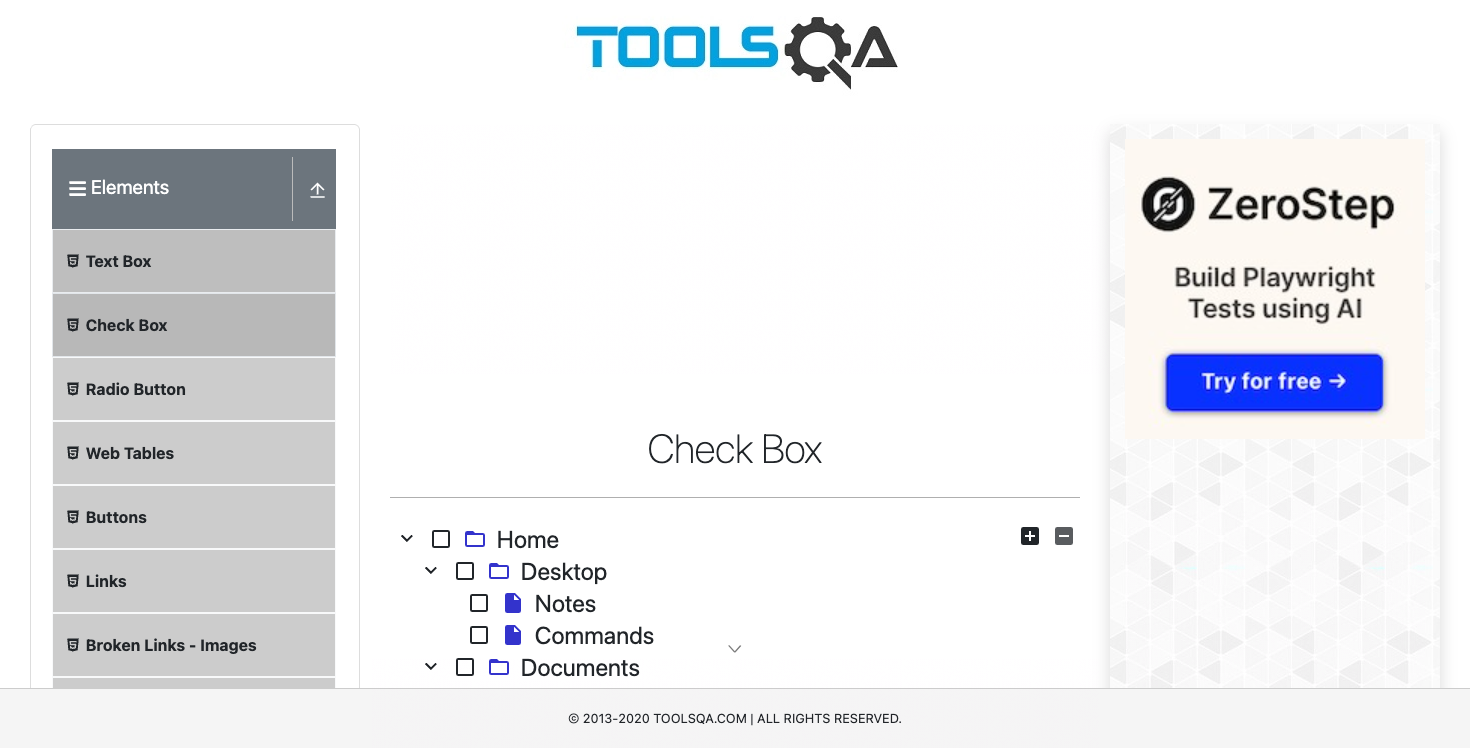 TOOLSQA
Elements
Text Box
Check Box
Radio Button
Web Tables
Buttons
Links
Broken Links - Images
Check Box
Home
Desktop
Notes
Commands
Documents
ZeroStep
Build Playwright
Tests using AI
Try for free →
© 2013-2020 TOOLSQA.COM | ALL RIGHTS RESERVED.